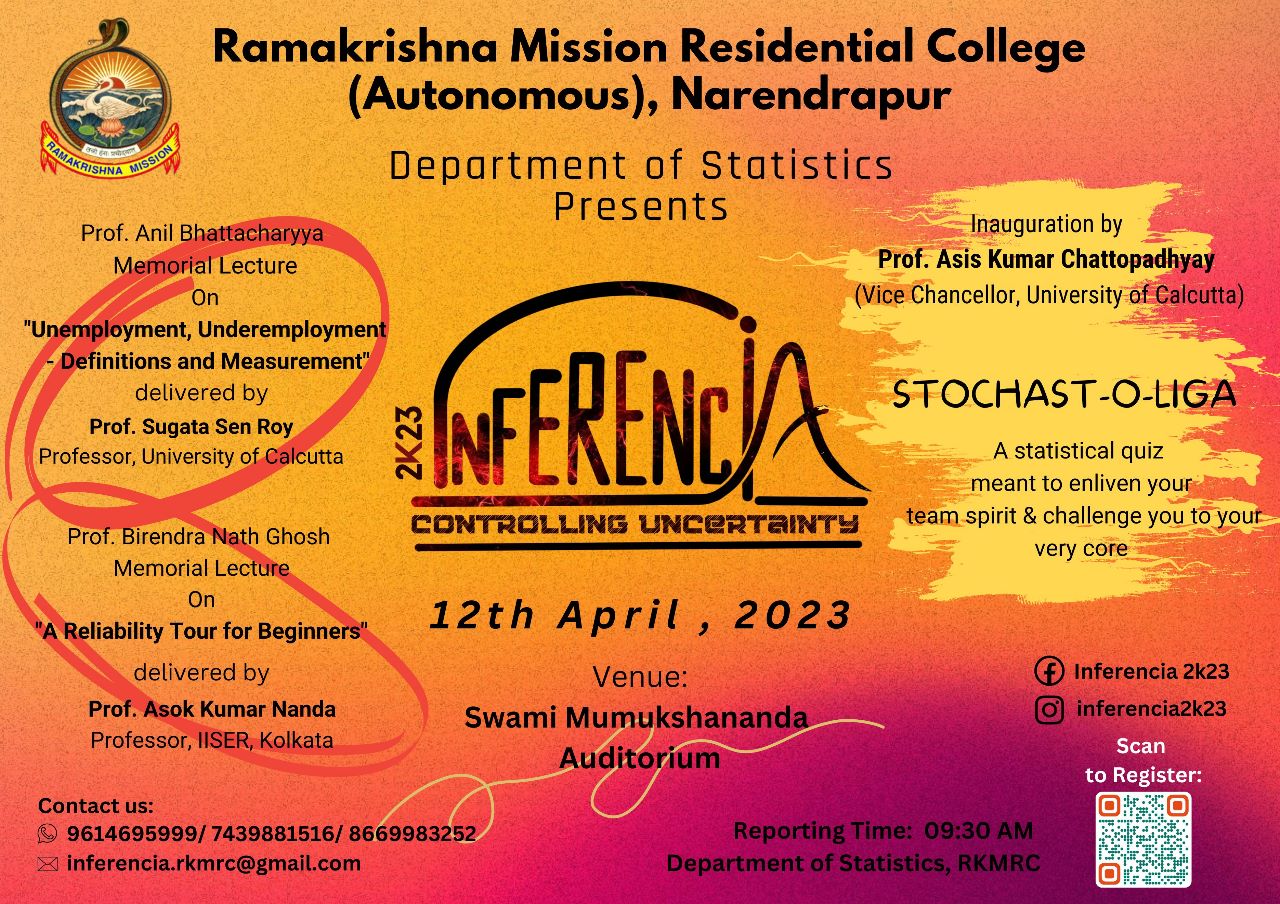 Ramakrishna Mission Residential College
(Autonomous), Narendrapur
RAMAKRISHNA MISSION
Department of Statistics
Presents
Prof. Anil Bhattacharyya
Memorial Lecture
On
"Unemployment, Underemployment
- Definitions and Measurement"
delivered by
Prof. Sugata Sen Roy
Professor, University of Calcutta
Prof. Birendra Nath Ghosh
Memorial Lecture
On
"A Reliability Tour for Beginners"
delivered by
Prof. Asok Kumar Nanda
Professor, IISER, Kolkata
Contact us:
9614695999/ 7439881516/ 8669983252
inferencia.rkmrc@gmail.com
2K23
INFERENCIA
CONTROLLING UNCERTAINTY
12th April , 2023
Venue:
Swami Mumukshananda
Auditorium
Inauguration by
Prof. Asis Kumar Chattopadhyay
(Vice Chancellor, University of Calcutta)
STOCHAST-O-LIGA
A statistical quiz
meant to enliven your
team spirit & challenge you to your
very core
Inferencia 2k23
inferencia2k23
Scan
to Register:
Reporting Time: 09:30 AM
Department of Statistics, RKMRC